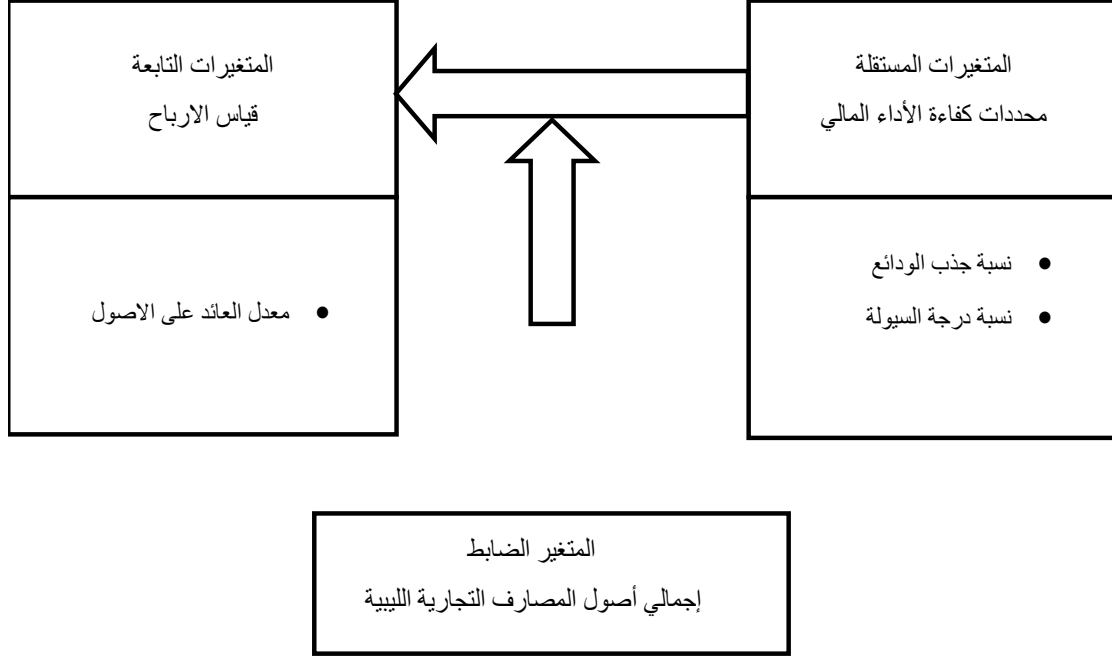 المتغيرات المستقلة
محددات كفاءة الأداء المالي
• نسبة جذب الودائع
• نسبة درجة السيولة
المتغيرات التابعة
قياس الارباح
• معدل العائد على الاصول
المتغير الضابط
إجمالي أصول المصارف التجارية الليبية